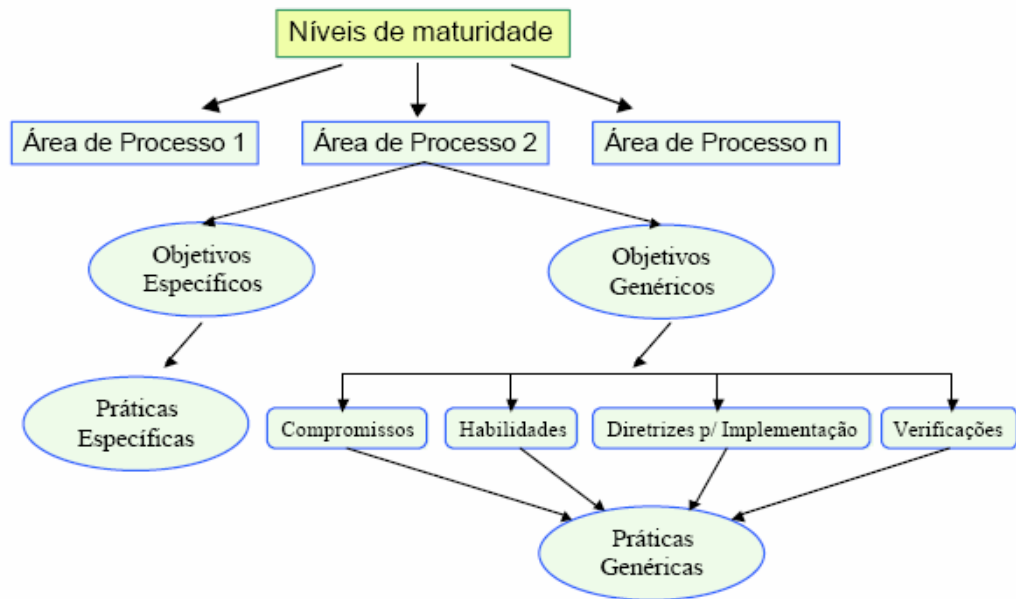 Níveis de maturidade
Área de Processo 1
Área de Processo 2
Área de Processo n
Objetivos
Específicos
Objetivos
Genéricos
Práticas
Específicas
Compromissos
Habilidades
Diretrizes p/ Implementação
Verificações
Práticas
Genéricas